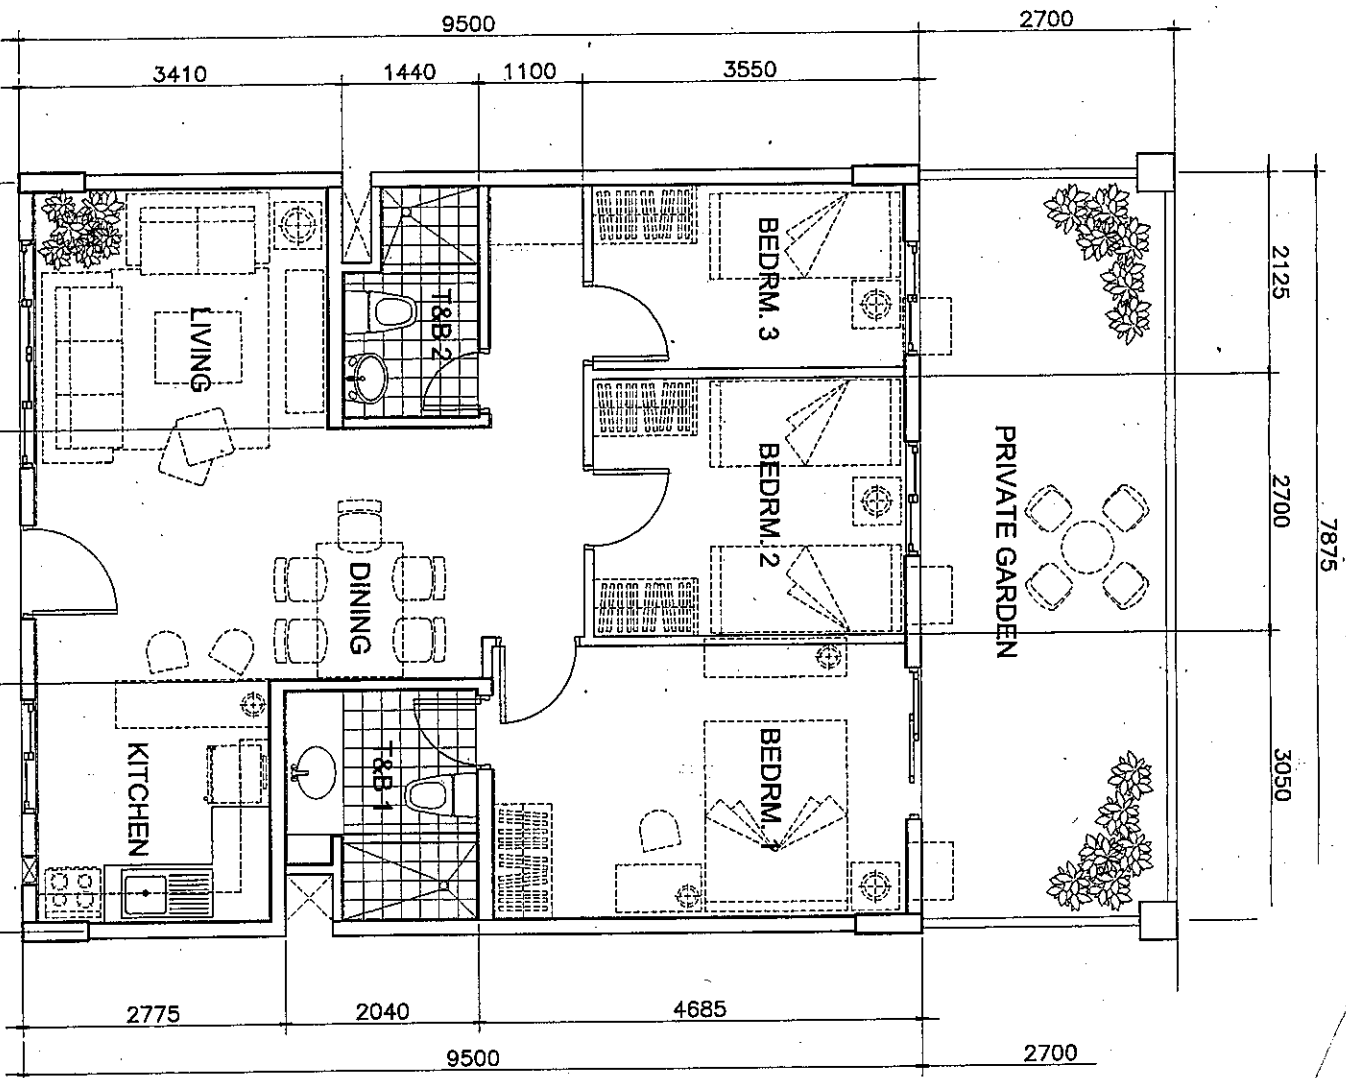 9500
2700
3410
1440
1100
3550
BEDRM. 3
T&B 2
LIVING
2125
PRIVATE GARDEN
BEDRM. 2
2700
7875
DINING
BEDRM. 1
T&B 1
KITCHEN
3050
2775
2040
4685
9500
2700